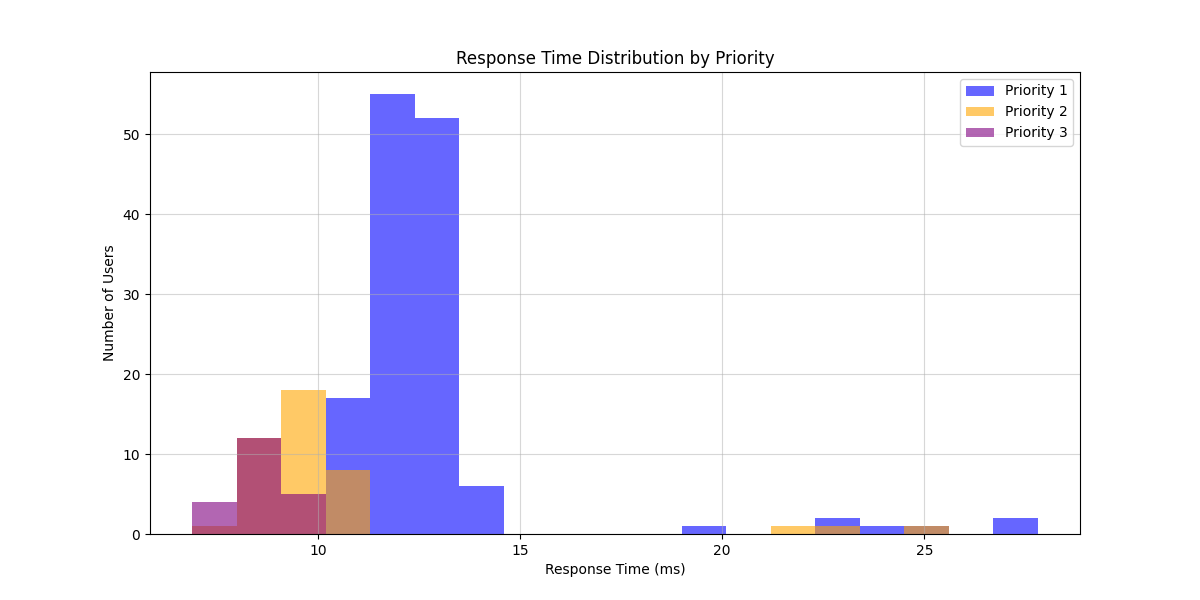 Response Time Distribution by Priority
Priority 1
Priority 2
Priority 3
Number of Users
50
40
30
20
10
0
10 15 20 25
Response Time (ms)